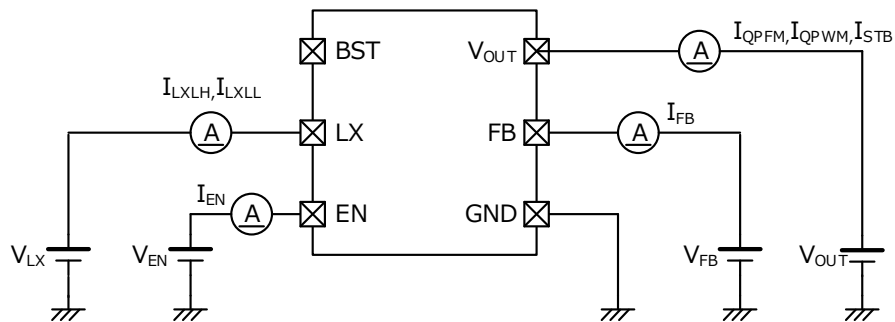 BST
V_OUT
A
I_QPFM,I_QPWM,I_STB
I_LXLH,I_LXLL
A
LX
FB
A
I_FB
I_EN
A
EN
GND
V_LX
V_EN
V_FB
V_OUT